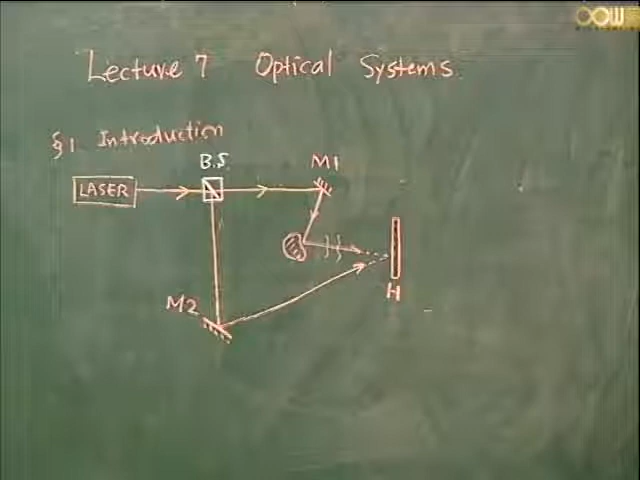 Lecture 7 Optical Systems
§1 Introduction
B.S. M1
LASER
M2
H